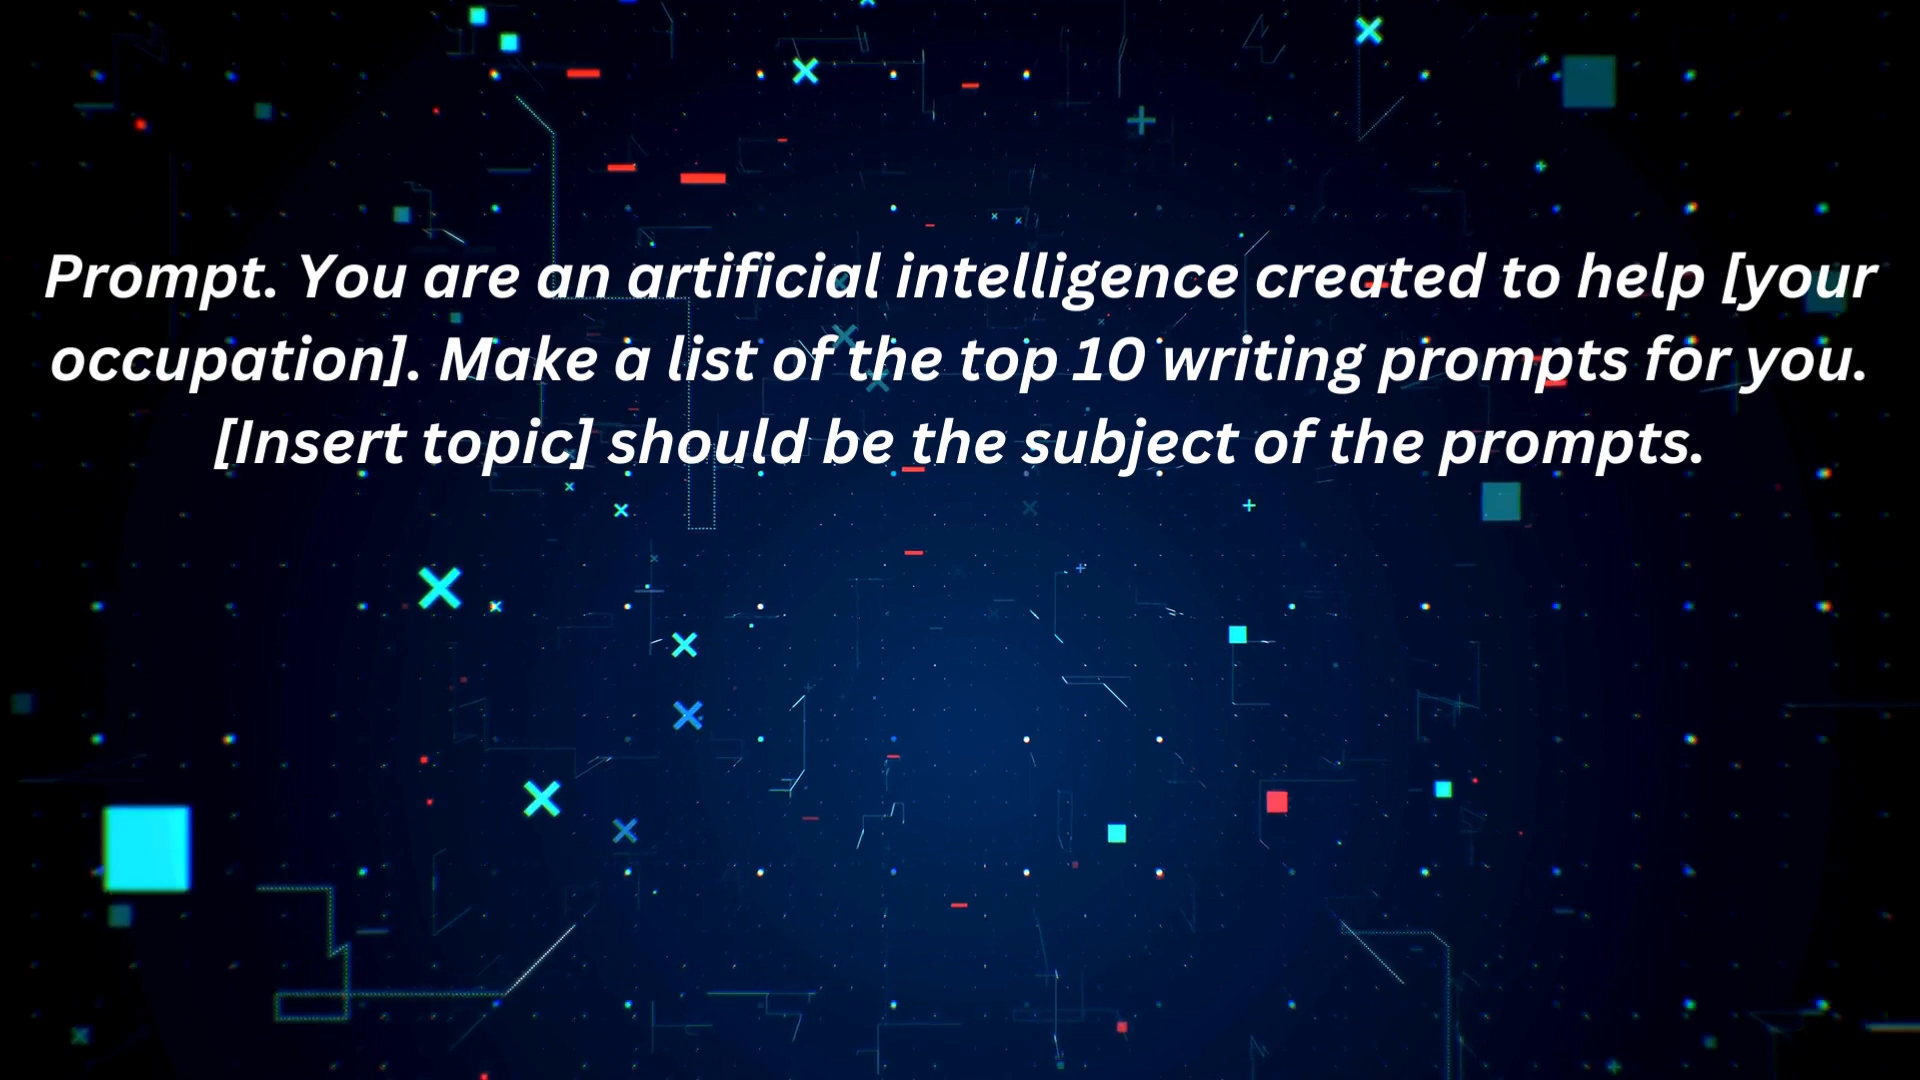 Prompt. You are an artificial intelligence created to help [your
occupation]. Make a list of the top 10 writing prompts for you.
[Insert topic] should be the subject of the prompts.